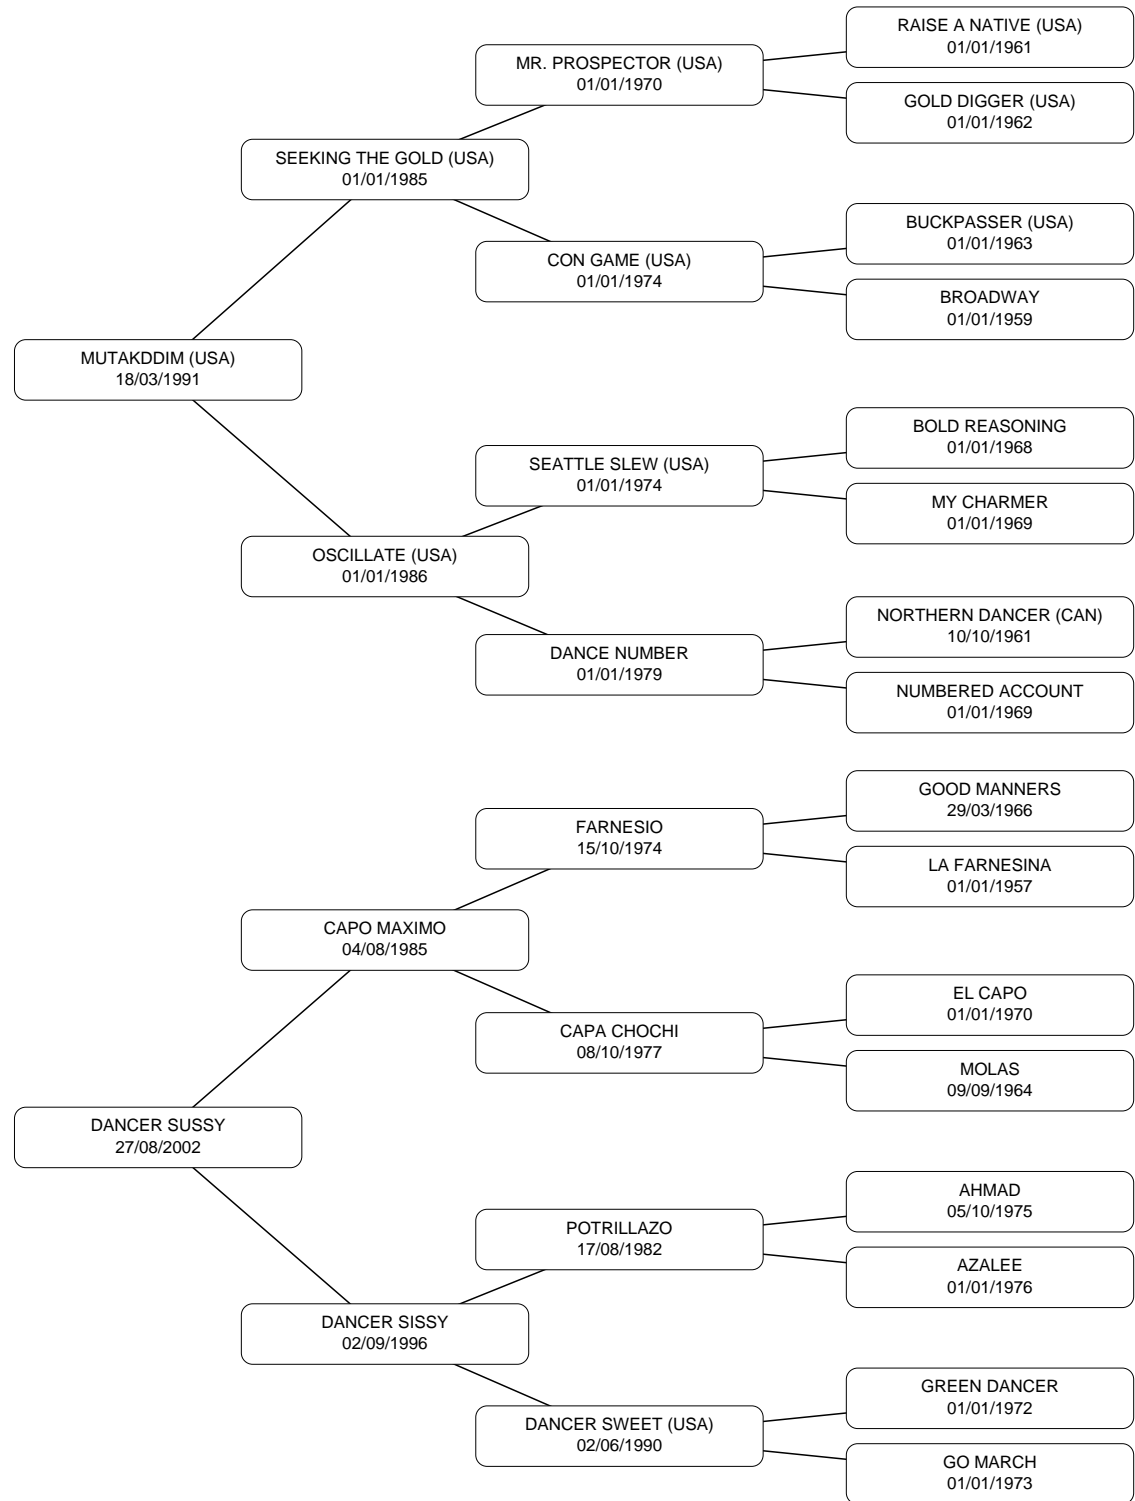 RAISE A NATIVE (USA)
01/01/1961
MR. PROSPECTOR (USA)
01/01/1970
GOLD DIGGER (USA)
01/01/1962
SEEKING THE GOLD (USA)
01/01/1985
BUCKPASSER (USA)
01/01/1963
CON GAME (USA)
01/01/1974
BROADWAY
01/01/1959
MUTAKDDIM (USA)
18/03/1991
BOLD REASONING
01/01/1968
SEATTLE SLEW (USA)
01/01/1974
MY CHARMER
01/01/1969
OSCILLATE (USA)
01/01/1986
NORTHERN DANCER (CAN)
10/10/1961
DANCE NUMBER
01/01/1979
NUMBERED ACCOUNT
01/01/1969
GOOD MANNERS
29/03/1966
FARNESIO
15/10/1974
LA FARNESINA
01/01/1957
CAPO MAXIMO
04/08/1985
EL CAPO
01/01/1970
CAPA CHOCHI
08/10/1977
MOLAS
09/09/1964
DANCER SUSSY
27/08/2002
AHMAD
05/10/1975
POTRILLAZO
17/08/1982
AZALEE
01/01/1976
DANCER SISSY
02/09/1996
GREEN DANCER
01/01/1972
DANCER SWEET (USA)
02/06/1990
GO MARCH
01/01/1973